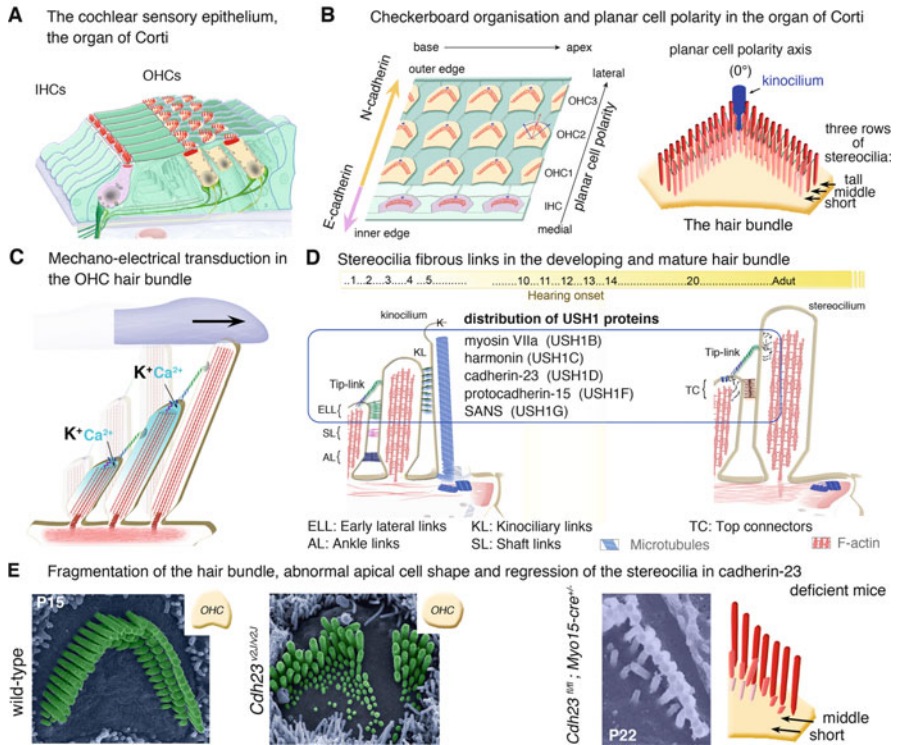 A The cochlear sensory epithelium,
the organ of Corti
IHCs
OHCs
B Checkerboard organisation and planar cell polarity in the organ of Corti
base
apex
outer edge
lateral
N-cadherin
E-cadherin
OHC3
OHC2
OHC1
IHC
planar cell polarity
inner edge
medial
planar cell polarity axis
(0°)
kinocilium
three rows
of
stereocilia:
tall
middle
short
The hair bundle
C Mechano-electrical transduction in
the OHC hair bundle
K+Ca2+
K+Ca2+
D Stereocilia fibrous links in the developing and mature hair bundle
..1...2....3.....4 ...5............
.........10...11...12...13...14......................20......................Adut
Hearing onset
kinocilium
K
KL
distribution of USH1 proteins
myosin VIIa (USH1B)
harmonin (USH1C)
cadherin-23 (USH1D)
protocadherin-15 (USH1F)
SANS (USH1G)
Tip-link
ELL
SL
AL
stereocilium
Tip-link
TC
ELL: Early lateral links
KL: Kinociliary links
TC: Top connectors
AL: Ankle links
SL: Shaft links
Microtubules
F-actin
E Fragmentation of the hair bundle, abnormal apical cell shape and regression of the stereocilia in cadherin-23
deficient mice
wild-type
P15
OHC
Cdh23 v2J/v2J
OHC
Cdh23 fl/fl ; Myo15-cre+/-
P22
middle
short